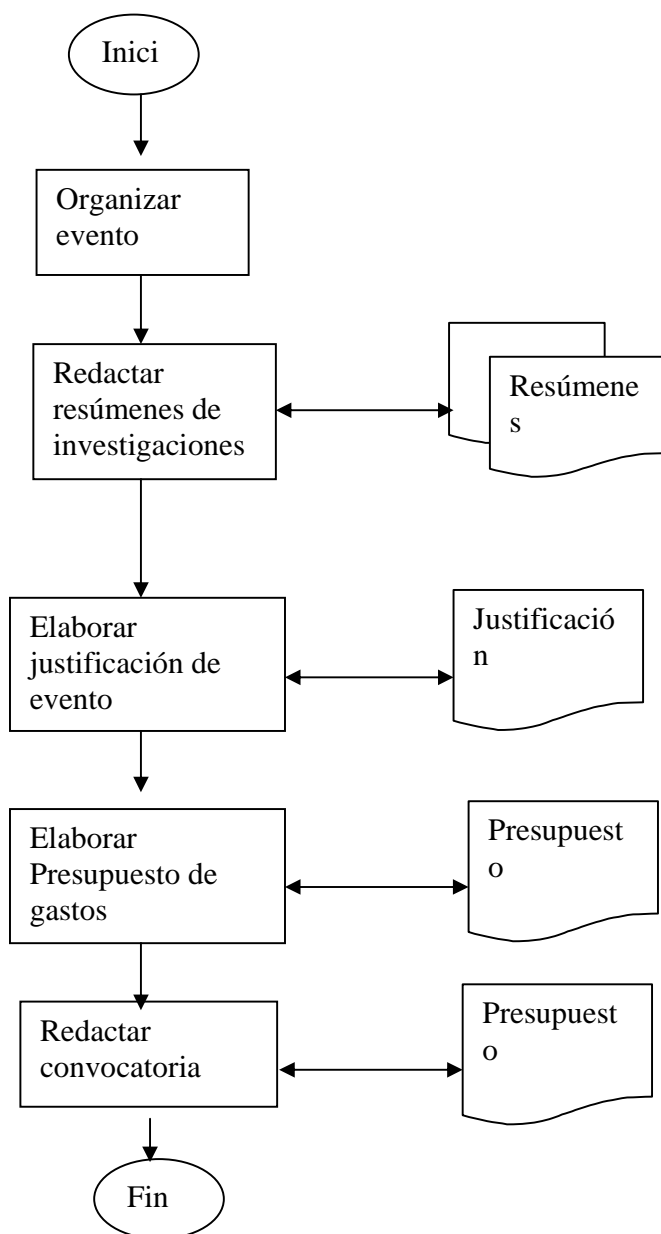 Inici
Organizar
evento
Redactar
resúmenes de
investigaciones
Resúmene
s
Elaborar
justificación de
evento
Justificació
n
Elaborar
Presupuesto de
gastos
Presupuest
o
Redactar
convocatoria
Presupuest
o
Fin